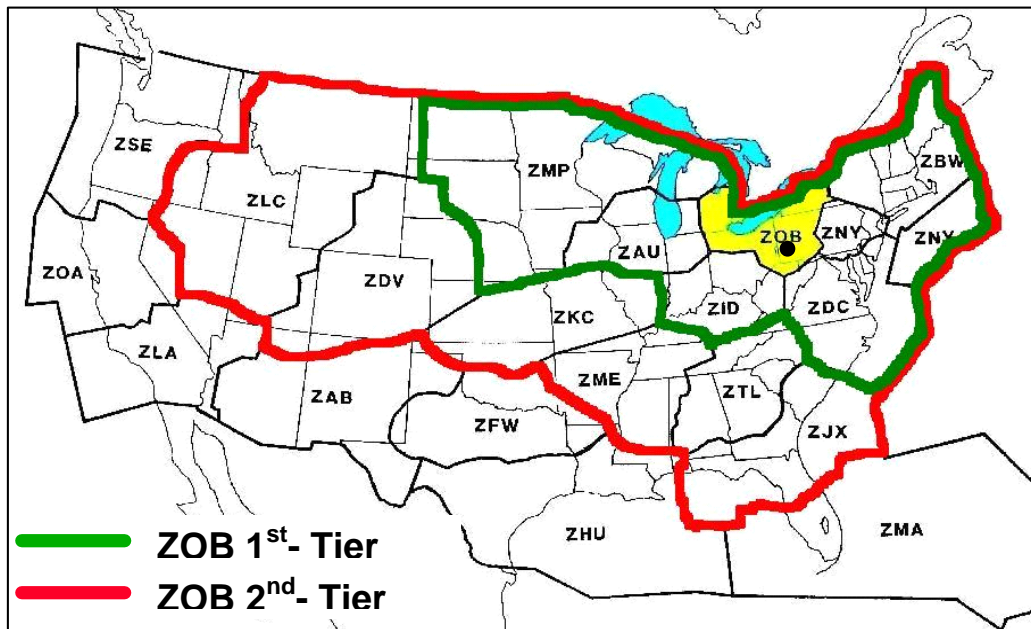 ZSE
ZMP
ZBW
ZLC
ZOB
ZNY
ZNY
ZAU
ZOA
ZDV
ZID
ZDC
ZKC
ZLA
ZME
ZAB
ZTL
ZFW
ZJX
ZHU
ZMA
ZOB 1st- Tier
ZOB 2nd- Tier